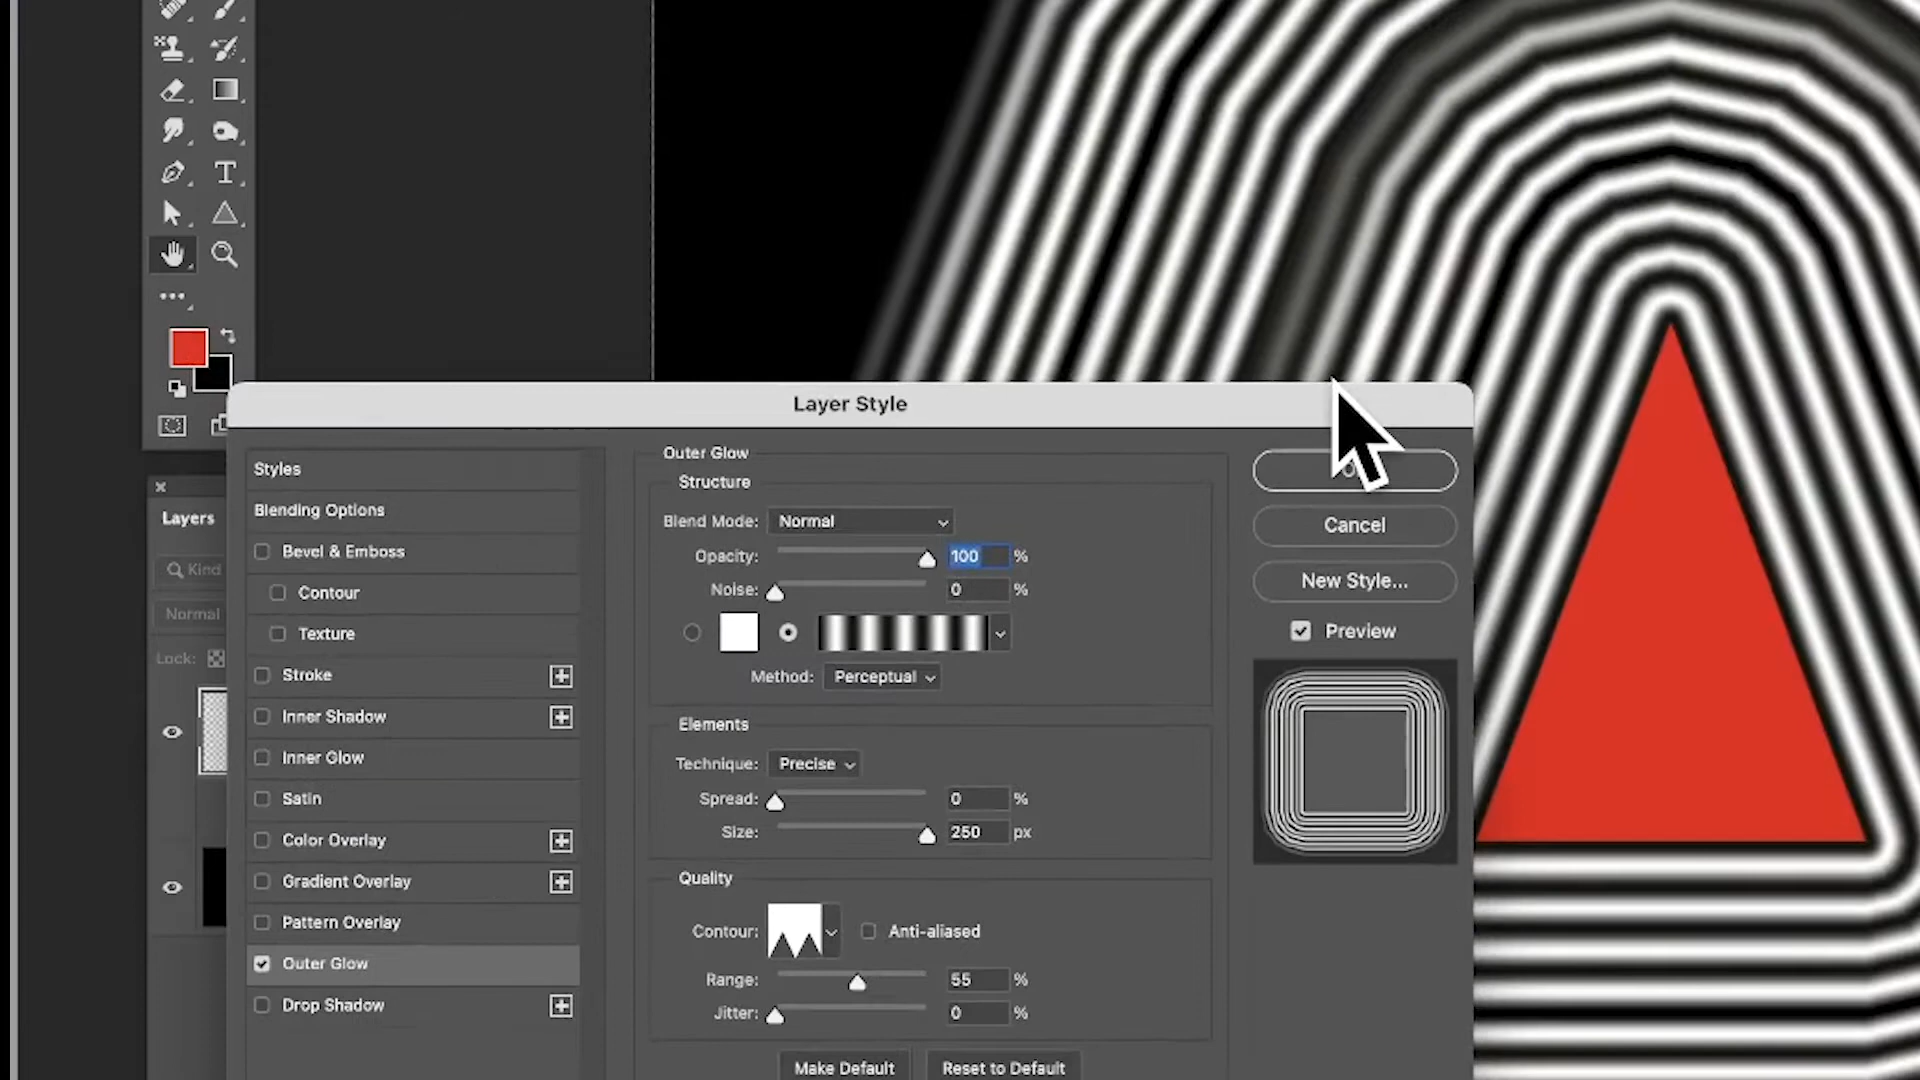 T
Layer Style
Layers
Kind
Normal
Lock:
Styles
Blending Options
Bevel & Emboss
Contour
Texture
Stroke
Inner Shadow
Inner Glow
Satin
Color Overlay
Gradient Overlay
Pattern Overlay
Outer Glow
Drop Shadow
Outer Glow
Structure
Blend Mode: Normal
Opacity: 100 %
Noise: 0 %
Method: Perceptual
Elements
Technique: Precise
Spread: 0 %
Size: 250 px
Quality
Contour: Anti-aliased
Range: 55 %
Jitter: 0 %
Make Default Reset to Default
Cancel
New Style...
Preview